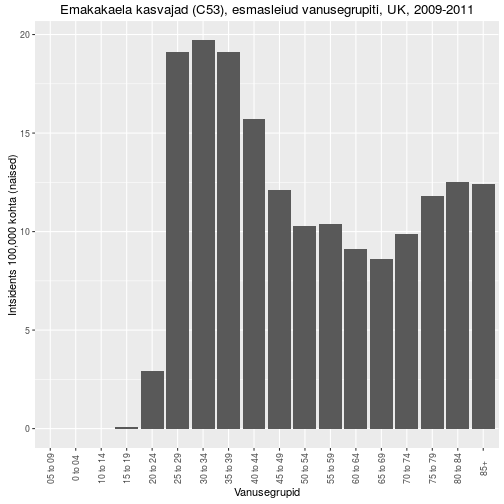 Emakakaela kasvajad (C53), esmasleiud vanusegrupiti, UK, 2009-2011
Intsidents 100,000 kohta (naised)
20
15
10
5
0
05 to 09
0 to 04
10 to 14
15 to 19
20 to 24
25 to 29
30 to 34
35 to 39
40 to 44
45 to 49
50 to 54
55 to 59
60 to 64
65 to 69
70 to 74
75 to 79
80 to 84
85+
Vanusegrupid